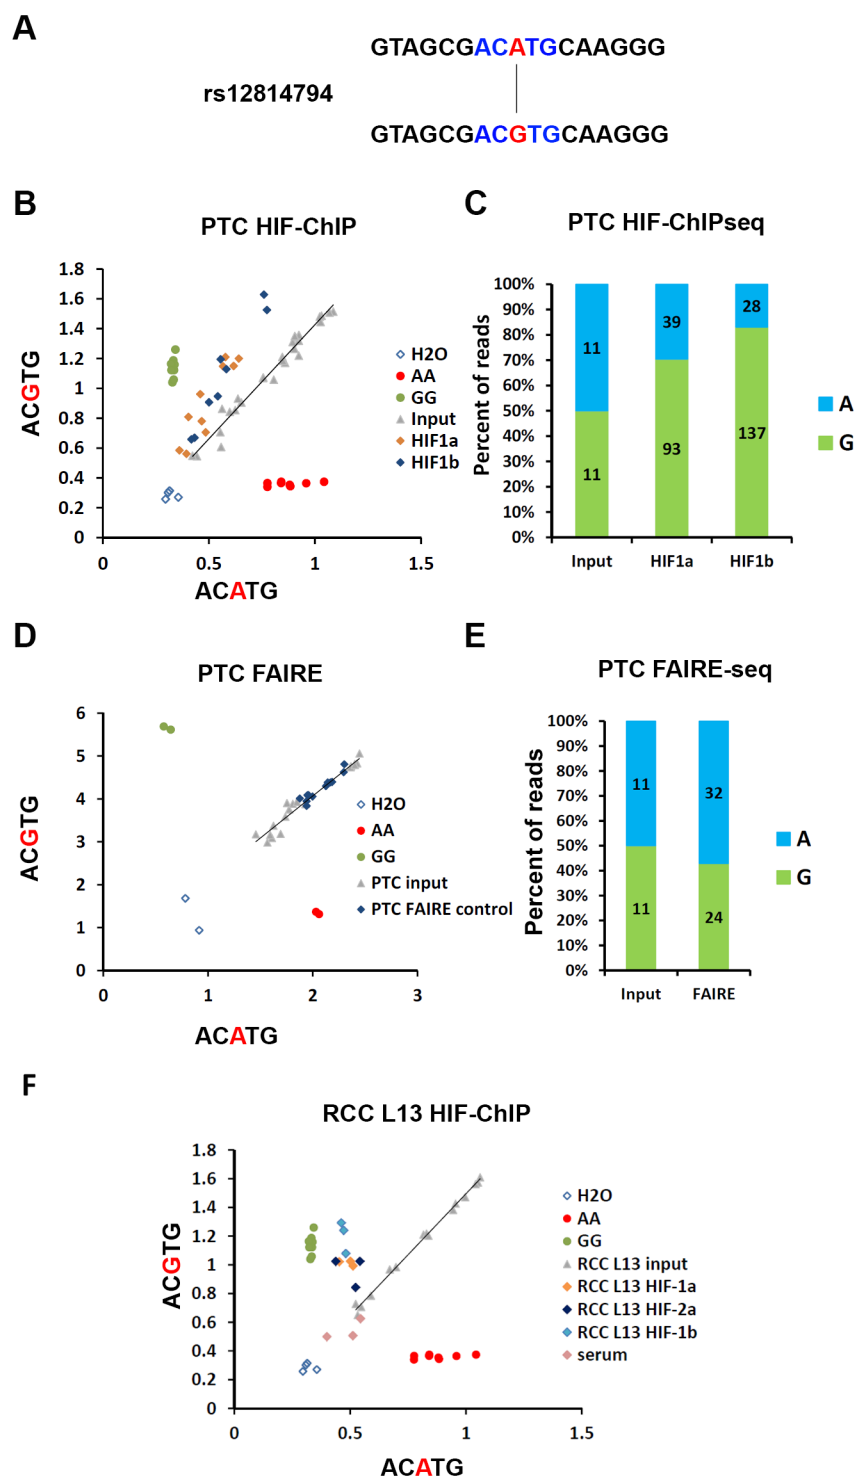 A
GTAGCGACATGCAAGGG
rs12814794
GTAGCGACGTGCAAGGG
B
PTC HIF-ChIP
1.8
1.6
1.4
1.2
1
0.8
0.6
0.4
0.2
0
0
0.5
1
1.5
ACGTG
ACATG
H2O
AA
GG
Input
HIF1a
HIF1b
C
PTC HIF-ChIPseq
Percent of reads
100%
90%
80%
70%
60%
50%
40%
30%
20%
10%
0%
11
39
28
11
93
137
Input
HIF1a
HIF1b
A
G
D
PTC FAIRE
6
5
4
3
2
1
0
0
1
2
3
ACGTG
ACATG
H2O
AA
GG
PTC input
PTC FAIRE control
E
PTC FAIRE-seq
Percent of reads
100%
90%
80%
70%
60%
50%
40%
30%
20%
10%
0%
11
32
11
24
Input
FAIRE
A
G
F
RCC L13 HIF-ChIP
1.8
1.6
1.4
1.2
1
0.8
0.6
0.4
0.2
0
0
0.5
1
1.5
ACGTG
ACATG
H2O
AA
GG
RCC L13 input
RCC L13 HIF-1a
RCC L13 HIF-2a
RCC L13 HIF-1b
serum